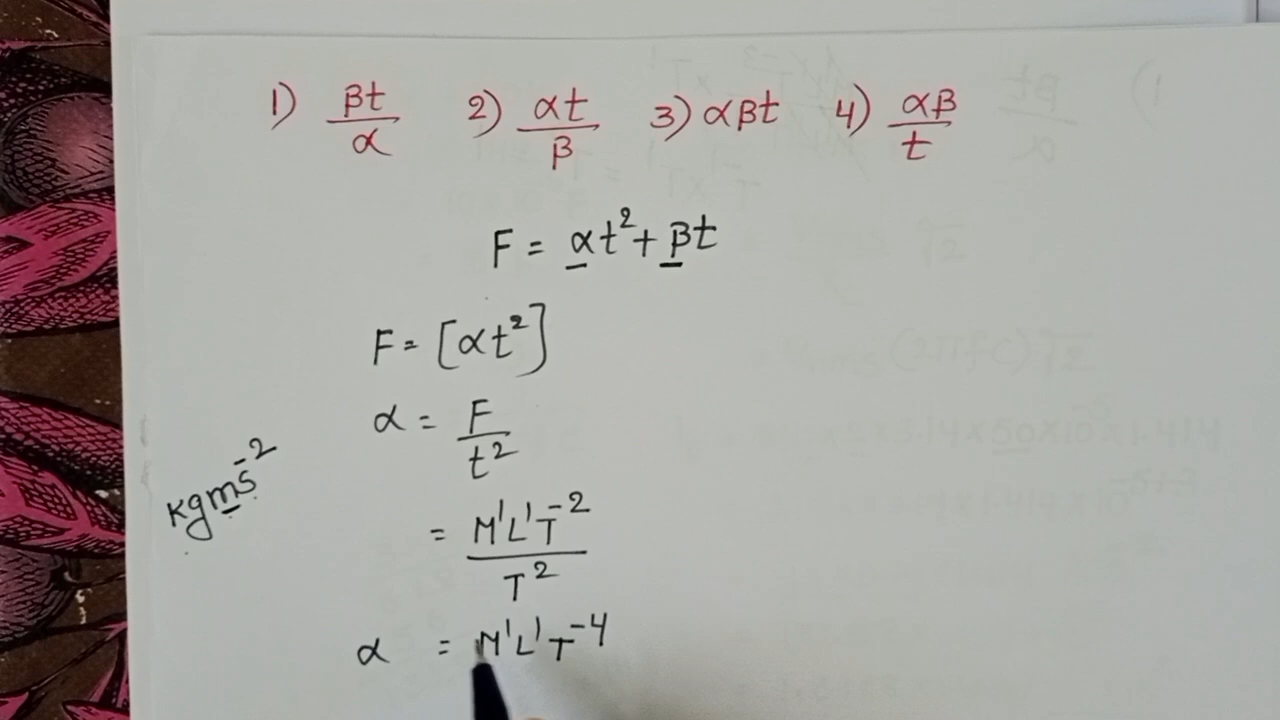 1) βt/α 2) αt/β 3) αβt 4) αβ/t
F = αt² + βt
F = [αt²]
α = F/t²
kgms⁻²
= M¹L¹T⁻²/T²
α = M¹L¹T⁻⁴